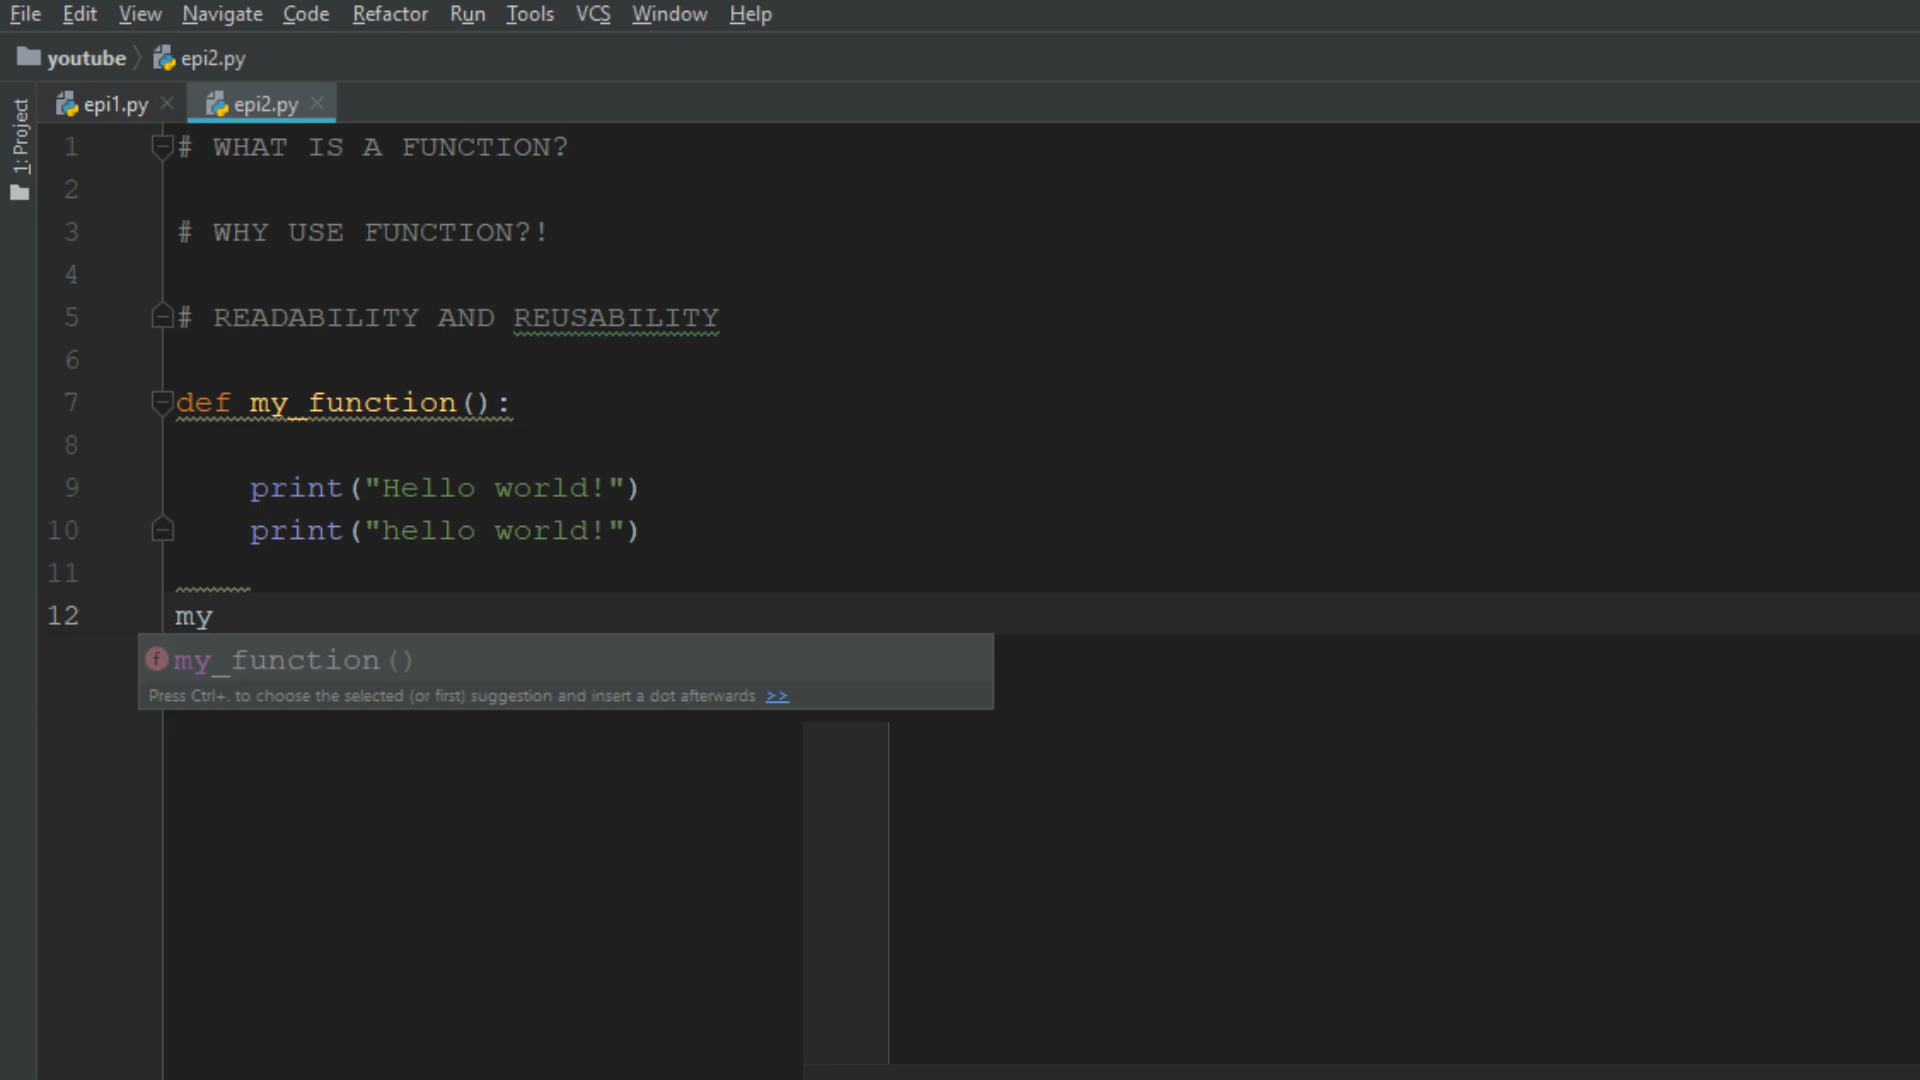 File Edit View Navigate Code Refactor Run Tools VCS Window Help
youtube epi2.py
1: Project
epi1.py epi2.py
1 # WHAT IS A FUNCTION?
2
3 # WHY USE FUNCTION?!
4
5 # READABILITY AND REUSABILITY
6
7 def my_function():
8
9 print("Hello world!")
10 print("hello world!")
11
12 my
f my_function()
Press Ctrl+. to choose the selected (or first) suggestion and insert a dot afterwards >>